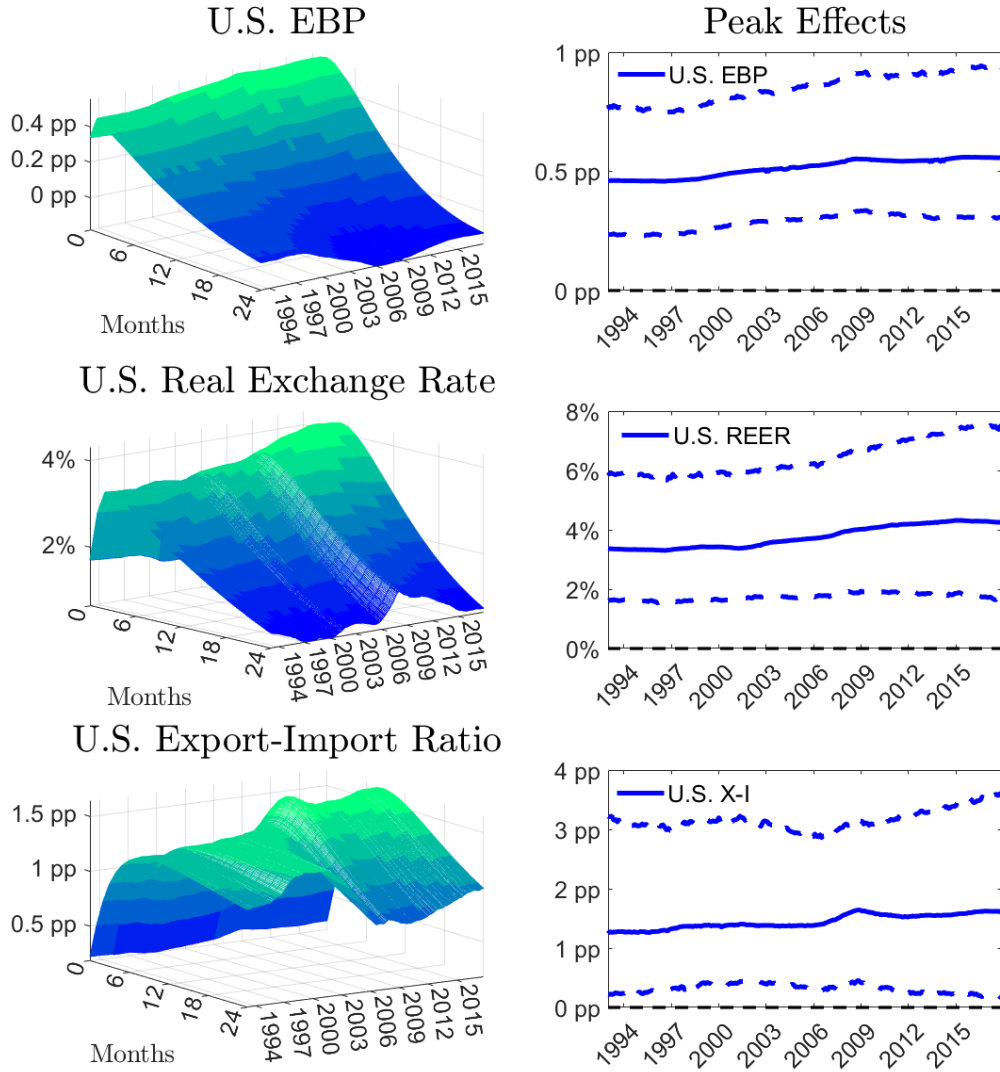 U.S. EBP
0.4 pp
0.2 pp
0 pp
0
6
12
18
24
Months
1994
1997
2000
2003
2006
2009
2012
2015
Peak Effects
1 pp
U.S. EBP
0.5 pp
0 pp
1994
1997
2000
2003
2006
2009
2012
2015
U.S. Real Exchange Rate
4%
2%
0
6
12
18
24
Months
1994
1997
2000
2003
2006
2009
2012
2015
8%
U.S. REER
6%
4%
2%
0%
1994
1997
2000
2003
2006
2009
2012
2015
U.S. Export-Import Ratio
1.5 pp
1 pp
0.5 pp
0
6
12
18
24
Months
1994
1997
2000
2003
2006
2009
2012
2015
4 pp
U.S. X-I
3 pp
2 pp
1 pp
0 pp
1994
1997
2000
2003
2006
2009
2012
2015